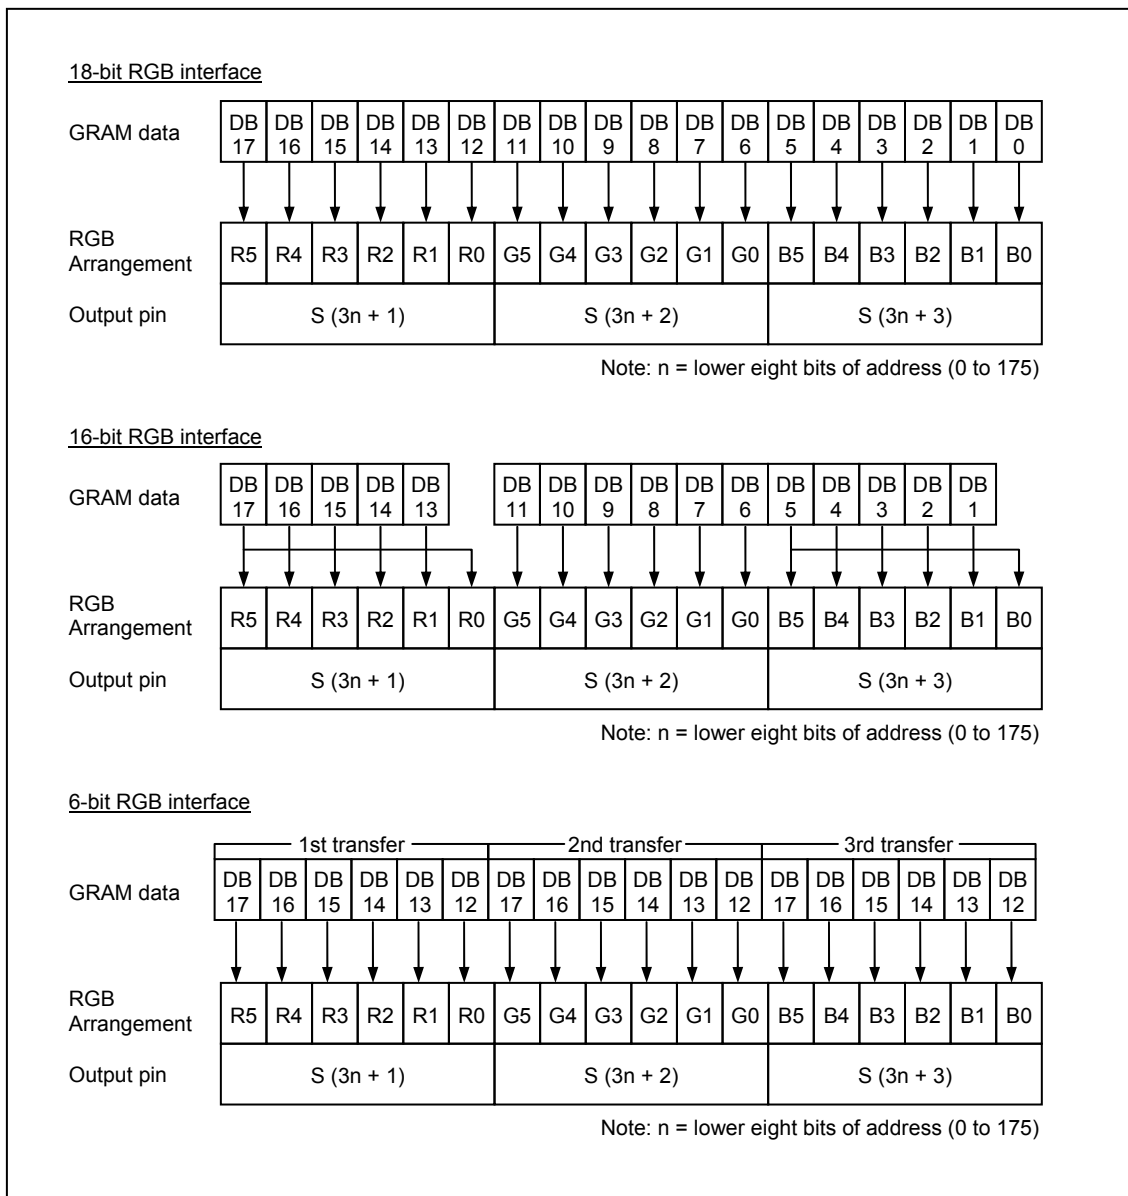 18-bit RGB interface
GRAM data DB 17 DB 16 DB 15 DB 14 DB 13 DB 12 DB 11 DB 10 DB 9 DB 8 DB 7 DB 6 DB 5 DB 4 DB 3 DB 2 DB 1 DB 0
RGB Arrangement R5 R4 R3 R2 R1 R0 G5 G4 G3 G2 G1 G0 B5 B4 B3 B2 B1 B0
Output pin S (3n + 1) S (3n + 2) S (3n + 3)
Note: n = lower eight bits of address (0 to 175)
16-bit RGB interface
GRAM data DB 17 DB 16 DB 15 DB 14 DB 13 DB 11 DB 10 DB 9 DB 8 DB 7 DB 6 DB 5 DB 4 DB 3 DB 2 DB 1
RGB Arrangement R5 R4 R3 R2 R1 R0 G5 G4 G3 G2 G1 G0 B5 B4 B3 B2 B1 B0
Output pin S (3n + 1) S (3n + 2) S (3n + 3)
Note: n = lower eight bits of address (0 to 175)
6-bit RGB interface
1st transfer 2nd transfer 3rd transfer
GRAM data DB 17 DB 16 DB 15 DB 14 DB 13 DB 12 DB 17 DB 16 DB 15 DB 14 DB 13 DB 12 DB 17 DB 16 DB 15 DB 14 DB 13 DB 12
RGB Arrangement R5 R4 R3 R2 R1 R0 G5 G4 G3 G2 G1 G0 B5 B4 B3 B2 B1 B0
Output pin S (3n + 1) S (3n + 2) S (3n + 3)
Note: n = lower eight bits of address (0 to 175)